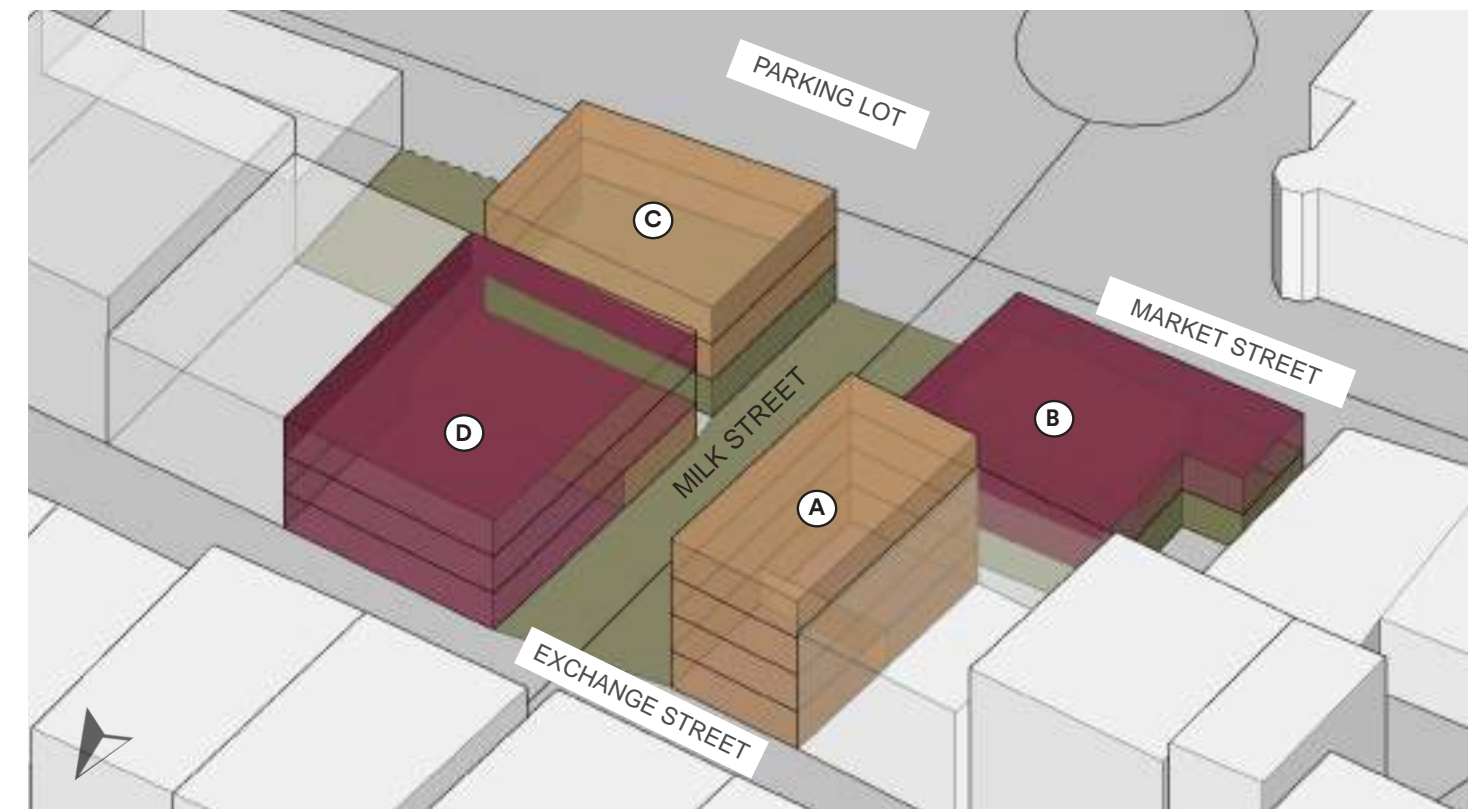 PARKING LOT
C
MARKET STREET
D
MILK STREET
B
A
EXCHANGE STREET